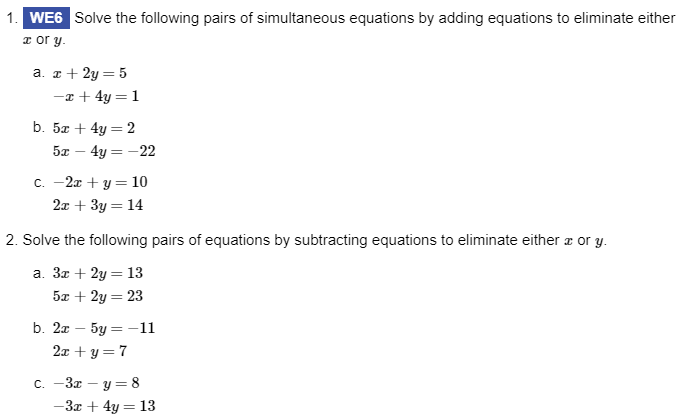 1. WE6 Solve the following pairs of simultaneous equations by adding equations to eliminate either
x or y.
a. x + 2y = 5
−x + 4y = 1
b. 5x + 4y = 2
5x − 4y = −22
c. −2x + y = 10
2x + 3y = 14
2. Solve the following pairs of equations by subtracting equations to eliminate either x or y.
a. 3x + 2y = 13
5x + 2y = 23
b. 2x − 5y = −11
2x + y = 7
c. −3x − y = 8
−3x + 4y = 13